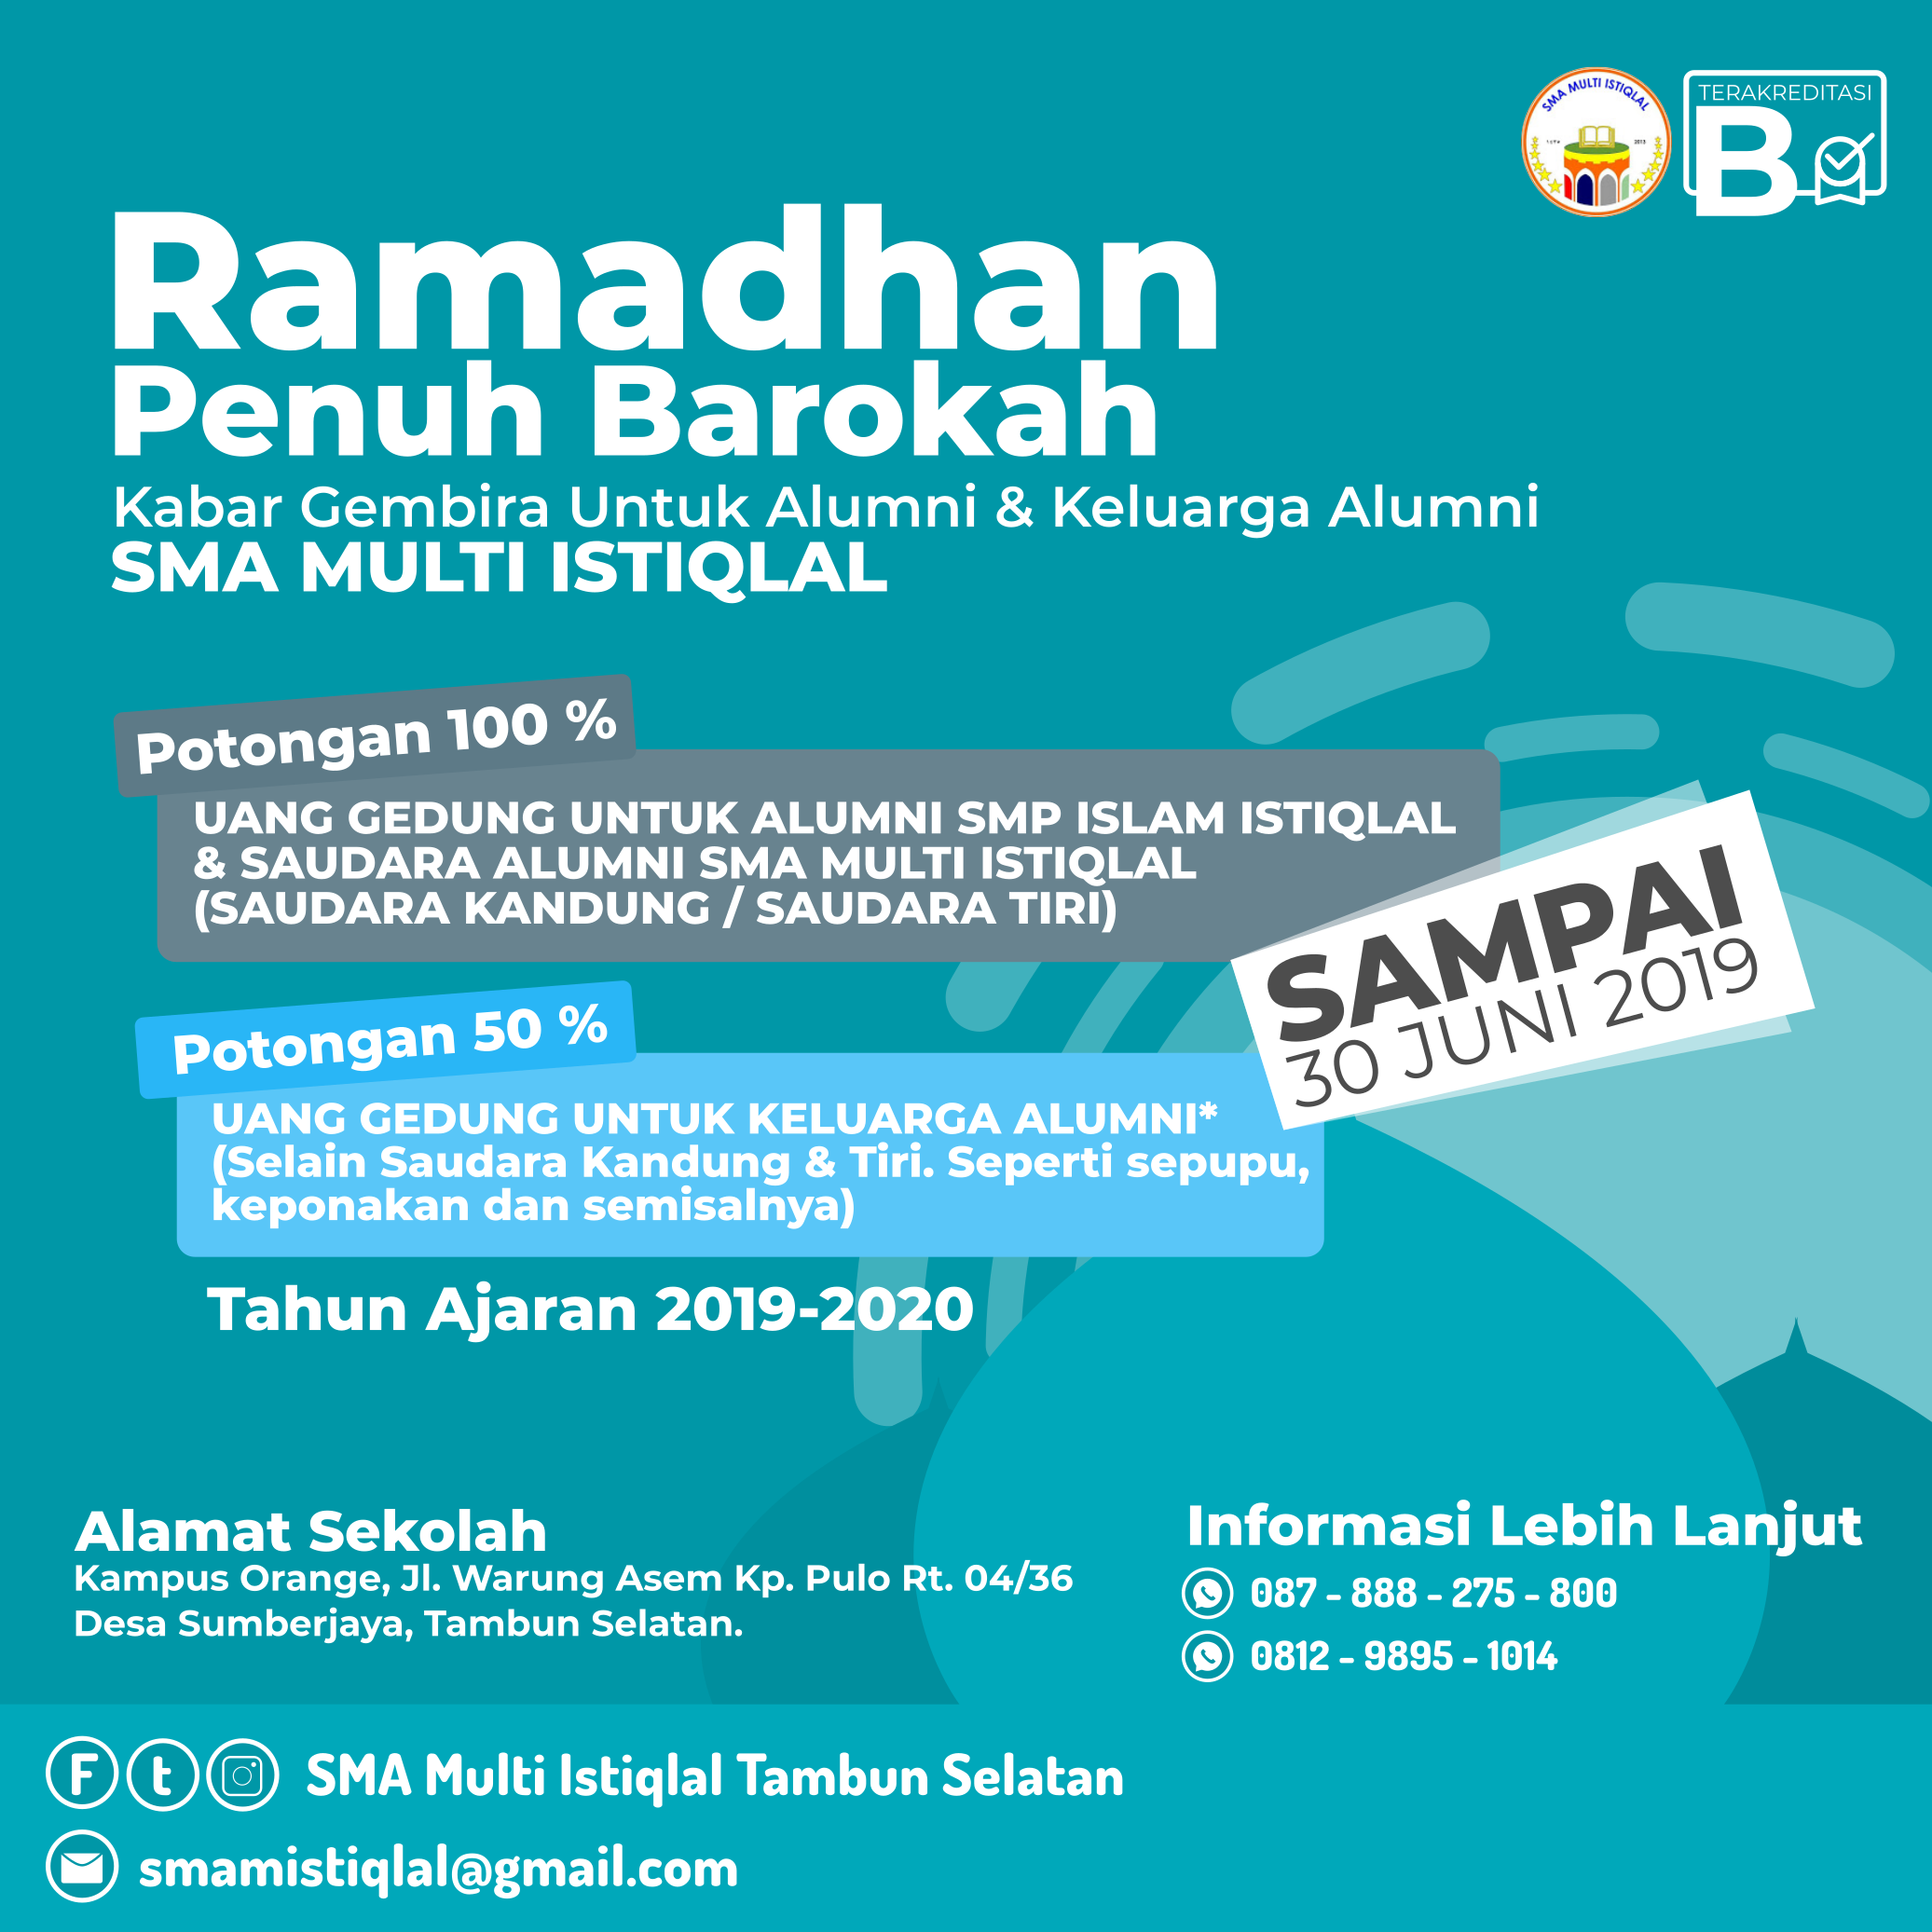 SMA MULTI ISTIQLAL
2013
TERAKREDITASI
B
Ramadhan
Penuh Barokah
Kabar Gembira Untuk Alumni & Keluarga Alumni
SMA MULTI ISTIQLAL
Potongan 100 %
UANG GEDUNG UNTUK ALUMNI SMP ISLAM ISTIQLAL
& SAUDARA ALUMNI SMA MULTI ISTIQLAL
(SAUDARA KANDUNG / SAUDARA TIRI)
SAMPAI
30 JUNI 2019
Potongan 50 %
UANG GEDUNG UNTUK KELUARGA ALUMNI*
(Selain Saudara Kandung & Tiri. Seperti sepupu,
keponakan dan semisalnya)
Tahun Ajaran 2019-2020
Alamat Sekolah
Kampus Orange, Jl. Warung Asem Kp. Pulo Rt. 04/36
Desa Sumberjaya, Tambun Selatan.
Informasi Lebih Lanjut
087 - 888 - 275 - 800
0812 - 9895 - 1014
F t SMA Multi Istiqlal Tambun Selatan
smamistiqlal@gmail.com